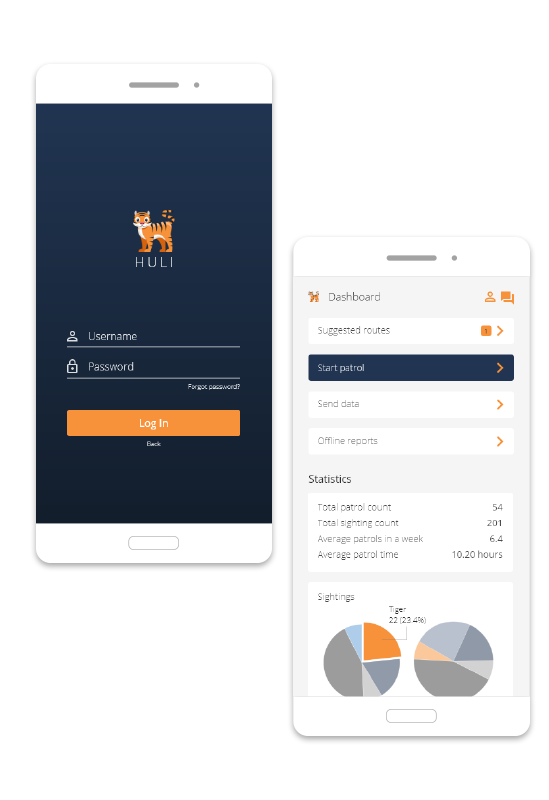 HULI
Username
Password
Forgot password?
Log In
Back
Dashboard
Suggested routes
1
Start patrol
Send data
Offline reports
Statistics
Total patrol count 54
Total sighting count 201
Average patrols in a week 6.4
Average patrol time 10.20 hours
Sightings
Tiger
22 (23.4%)